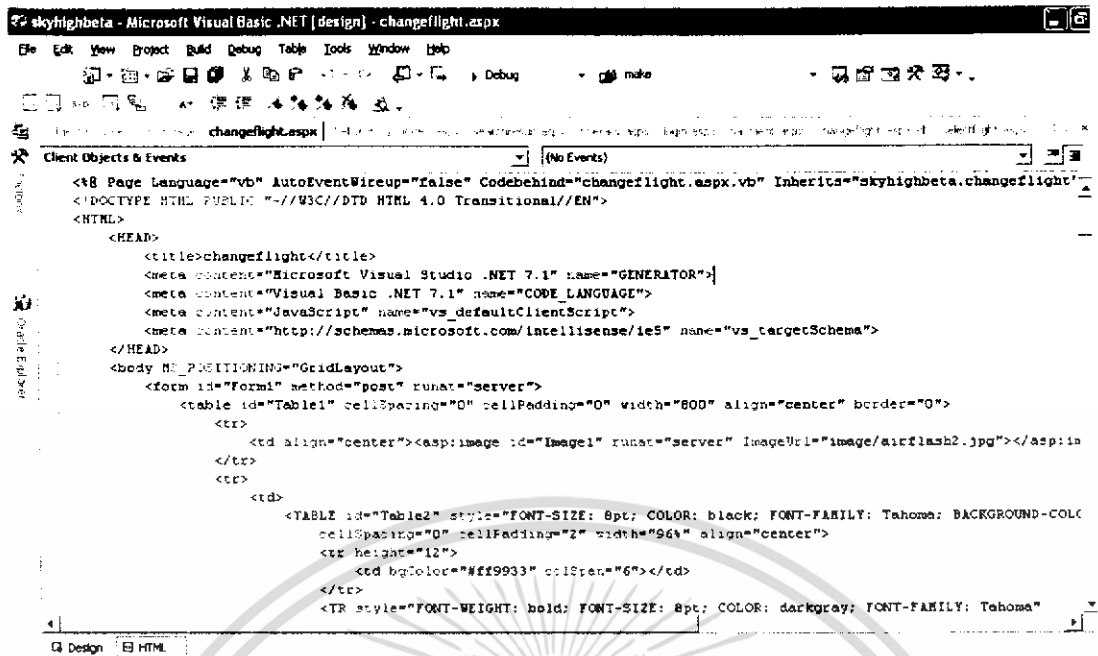 skyhighbeta - Microsoft Visual Basic .NET [design] - changeflight.aspx
File Edit View Project Build Debug Table Tools Window Help
Debug make
changeflight.aspx
Client Objects & Events (No Events)
Oracle Explorer
<%@ Page Language="vb" AutoEventWireup="false" Codebehind="changeflight.aspx.vb" Inherits="skyhighbeta.changeflight"
<!DOCTYPE HTML PUBLIC "-//W3C//DTD HTML 4.0 Transitional//EN">
<HTML>
<HEAD>
<title>changeflight</title>
<meta content="Microsoft Visual Studio .NET 7.1" name="GENERATOR">
<meta content="Visual Basic .NET 7.1" name="CODE_LANGUAGE">
<meta content="JavaScript" name="vs_defaultClientScript">
<meta content="http://schemas.microsoft.com/intellisense/ie5" name="vs_targetSchema">
</HEAD>
<body MS_POSITIONING="GridLayout">
<form id="Form1" method="post" runat="server">
<table id="Table1" cellSpacing="0" cellPadding="0" width="800" align="center" border="0">
<tr>
<td align="center"><asp:image id="Image1" runat="server" ImageUrl="image/airflash2.jpg"></asp:im
</tr>
<tr>
<td>
<TABLE id="Table2" style="FONT-SIZE: 8pt; COLOR: black; FONT-FAMILY: Tahoma; BACKGROUND-COLO
cellSpacing="0" cellPadding="2" width="96%" align="center">
<tr height="12">
<td bgColor="#ff9933" colSpan="6"></td>
</tr>
<TR style="FONT-WEIGHT: bold; FONT-SIZE: 8pt; COLOR: darkgray; FONT-FAMILY: Tahoma"
Design HTML